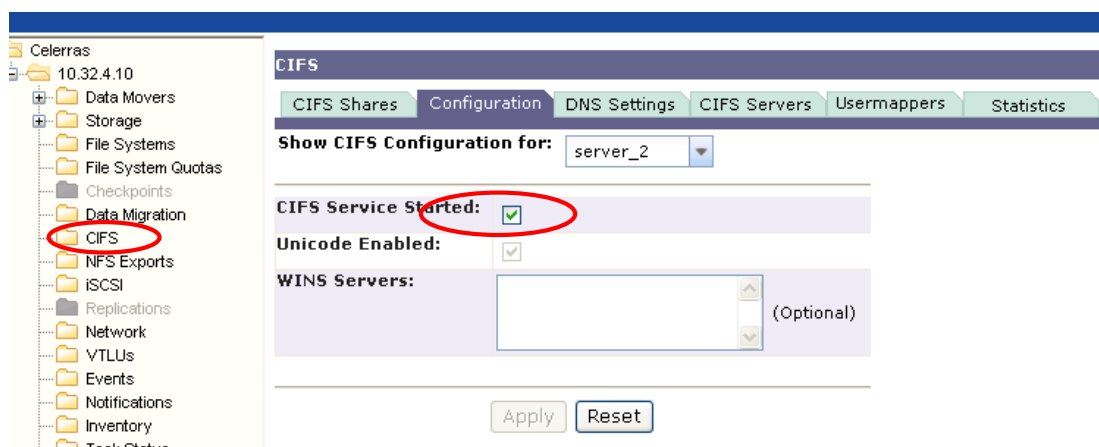 Celerras
10.32.4.10
Data Movers
Storage
File Systems
File System Quotas
Checkpoints
Data Migration
CIFS
NFS Exports
iSCSI
Replications
Network
VTLUs
Events
Notifications
Inventory
Task Status
CIFS
CIFS Shares Configuration DNS Settings CIFS Servers Usermappers Statistics
Show CIFS Configuration for: server_2
CIFS Service Started:
Unicode Enabled:
WINS Servers:
(Optional)
Apply Reset